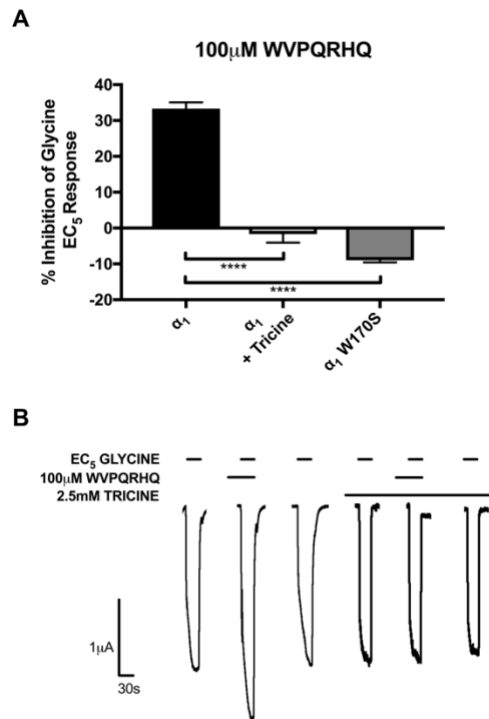 A
100μM WVPQRHQ
% Inhibition of Glycine
EC₅ Response
40
30
20
10
0
-10
-20
****
****
α₁
α₁
+ Tricine
α₁ W170S
B
EC₅ GLYCINE
100μM WVPQRHQ
2.5mM TRICINE
1μA
30s